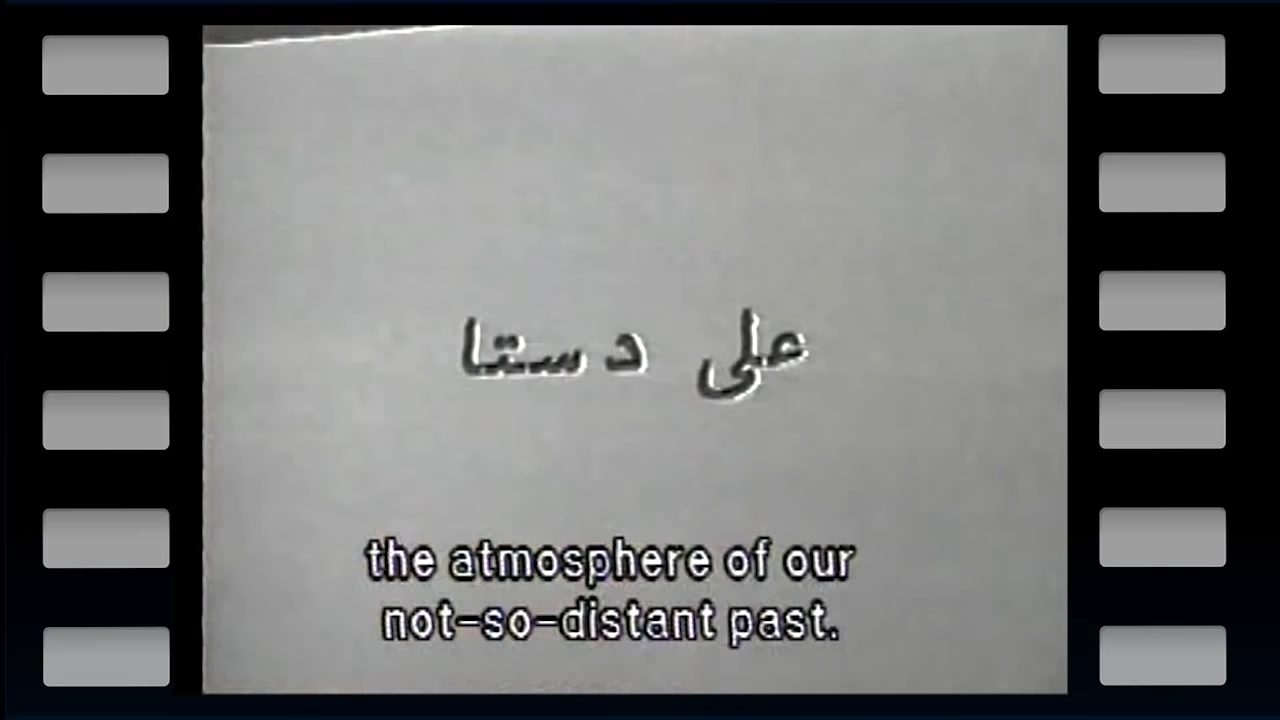 علی دستا
the atmosphere of our
not-so-distant past.